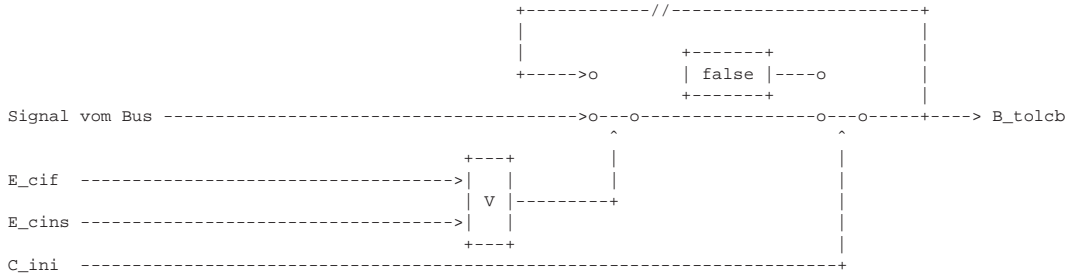 //
false
Signal vom Bus B_tolcb
E_cif
V
E_cins
C_ini